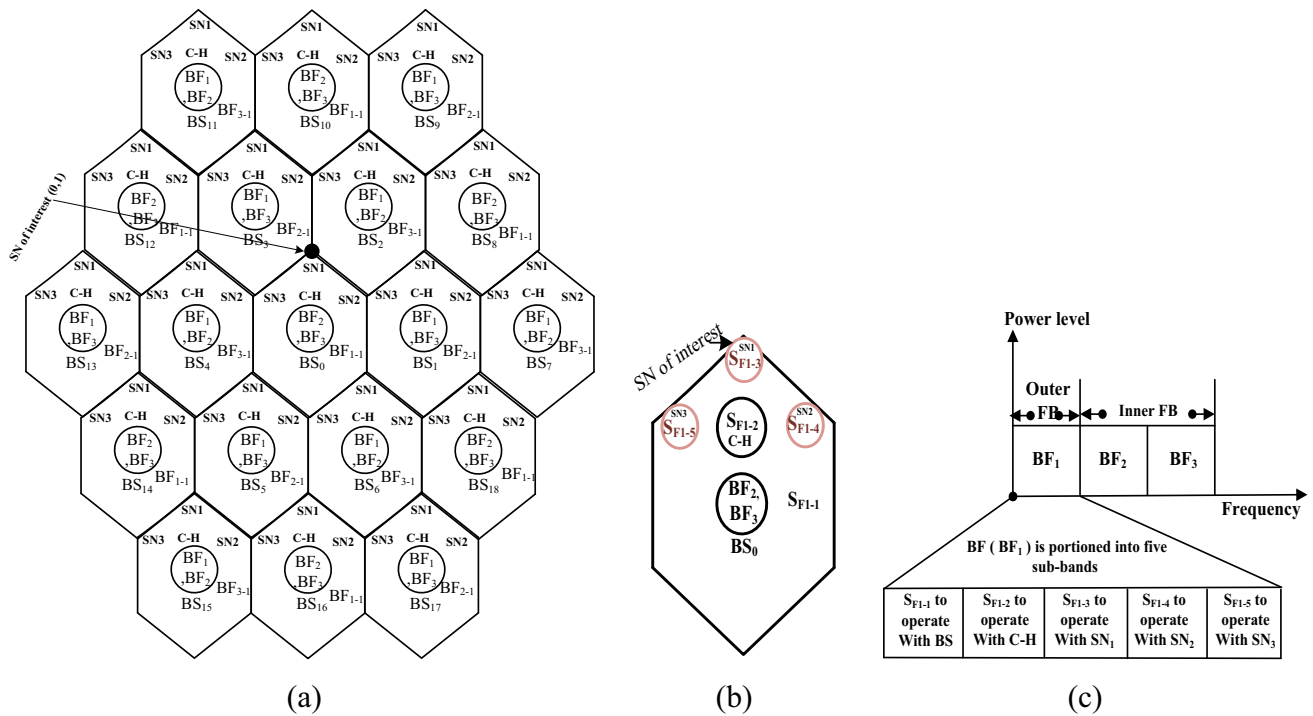 SN1 SN1 SN1
SN3 C-H SN2 SN3 C-H SN2 SN3 C-H SN2
BF₁ ,BF₂ BF₃₋₁ BS₁₁
BF₂ ,BF₃ BF₁₋₁ BS₁₀
BF₁ ,BF₃ BF₂₋₁ BS₉
SN1 SN1 SN1 SN1
SN3 C-H SN2 SN3 C-H SN2 SN3 C-H SN2 SN3 C-H SN2
BF₂ BF₁₋₁ BS₁₂
BF₁ ,BF₃ BF₂₋₁ BS₃
BF₁ ,BF₂ BF₃₋₁ BS₂
BF₂ ,BF₃ BF₁₋₁ BS₈
SN of interest (0,1)
SN1 SN1 SN1 SN1 SN1
SN3 C-H SN2 SN3 C-H SN2 SN3 C-H SN2 SN3 C-H SN2 SN3 C-H SN2
BF₁ ,BF₃ BF₂₋₁ BS₁₃
BF₁ ,BF₂ BF₃₋₁ BS₄
BF₂ ,BF₃ BF₁₋₁ BS₀
BF₁ ,BF₃ BF₂₋₁ BS₁
BF₁ ,BF₂ BF₃₋₁ BS₇
SN1 SN1 SN1 SN1
SN3 C-H SN2 SN3 C-H SN2 SN3 C-H SN2 SN3 C-H SN2
BF₂ ,BF₃ BF₁₋₁ BS₁₄
BF₁ ,BF₃ BF₂₋₁ BS₅
BF₁ ,BF₂ BF₃₋₁ BS₆
BF₂ ,BF₃ BF₁₋₁ BS₁₈
SN1 SN1 SN1
SN3 C-H SN2 SN3 C-H SN2 SN3 C-H SN2
BF₁ ,BF₂ BF₃₋₁ BS₁₅
BF₂ ,BF₃ BF₁₋₁ BS₁₆
BF₁ ,BF₃ BF₂₋₁ BS₁₇
(a)
SN of interest
SN1
S_F1-3
SN3
S_F1-5
S_F1-2
C-H
SN2
S_F1-4
BF₂,
BF₃
S_F1-1
BS₀
(b)
Power level
Outer
FB
Inner FB
BF₁ BF₂ BF₃
Frequency
BF ( BF₁ ) is portioned into five
sub-bands
S_F1-1 to
operate
With BS
S_F1-2 to
operate
With C-H
S_F1-3 to
operate
With SN₁
S_F1-4 to
operate
With SN₂
S_F1-5 to
operate
With SN₃
(c)